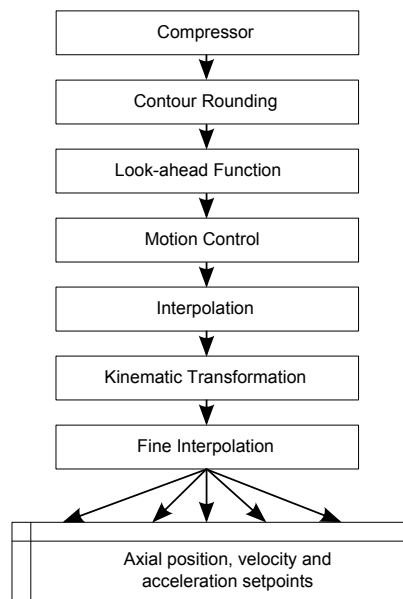 Compressor
Contour Rounding
Look-ahead Function
Motion Control
Interpolation
Kinematic Transformation
Fine Interpolation
Axial position, velocity and
acceleration setpoints